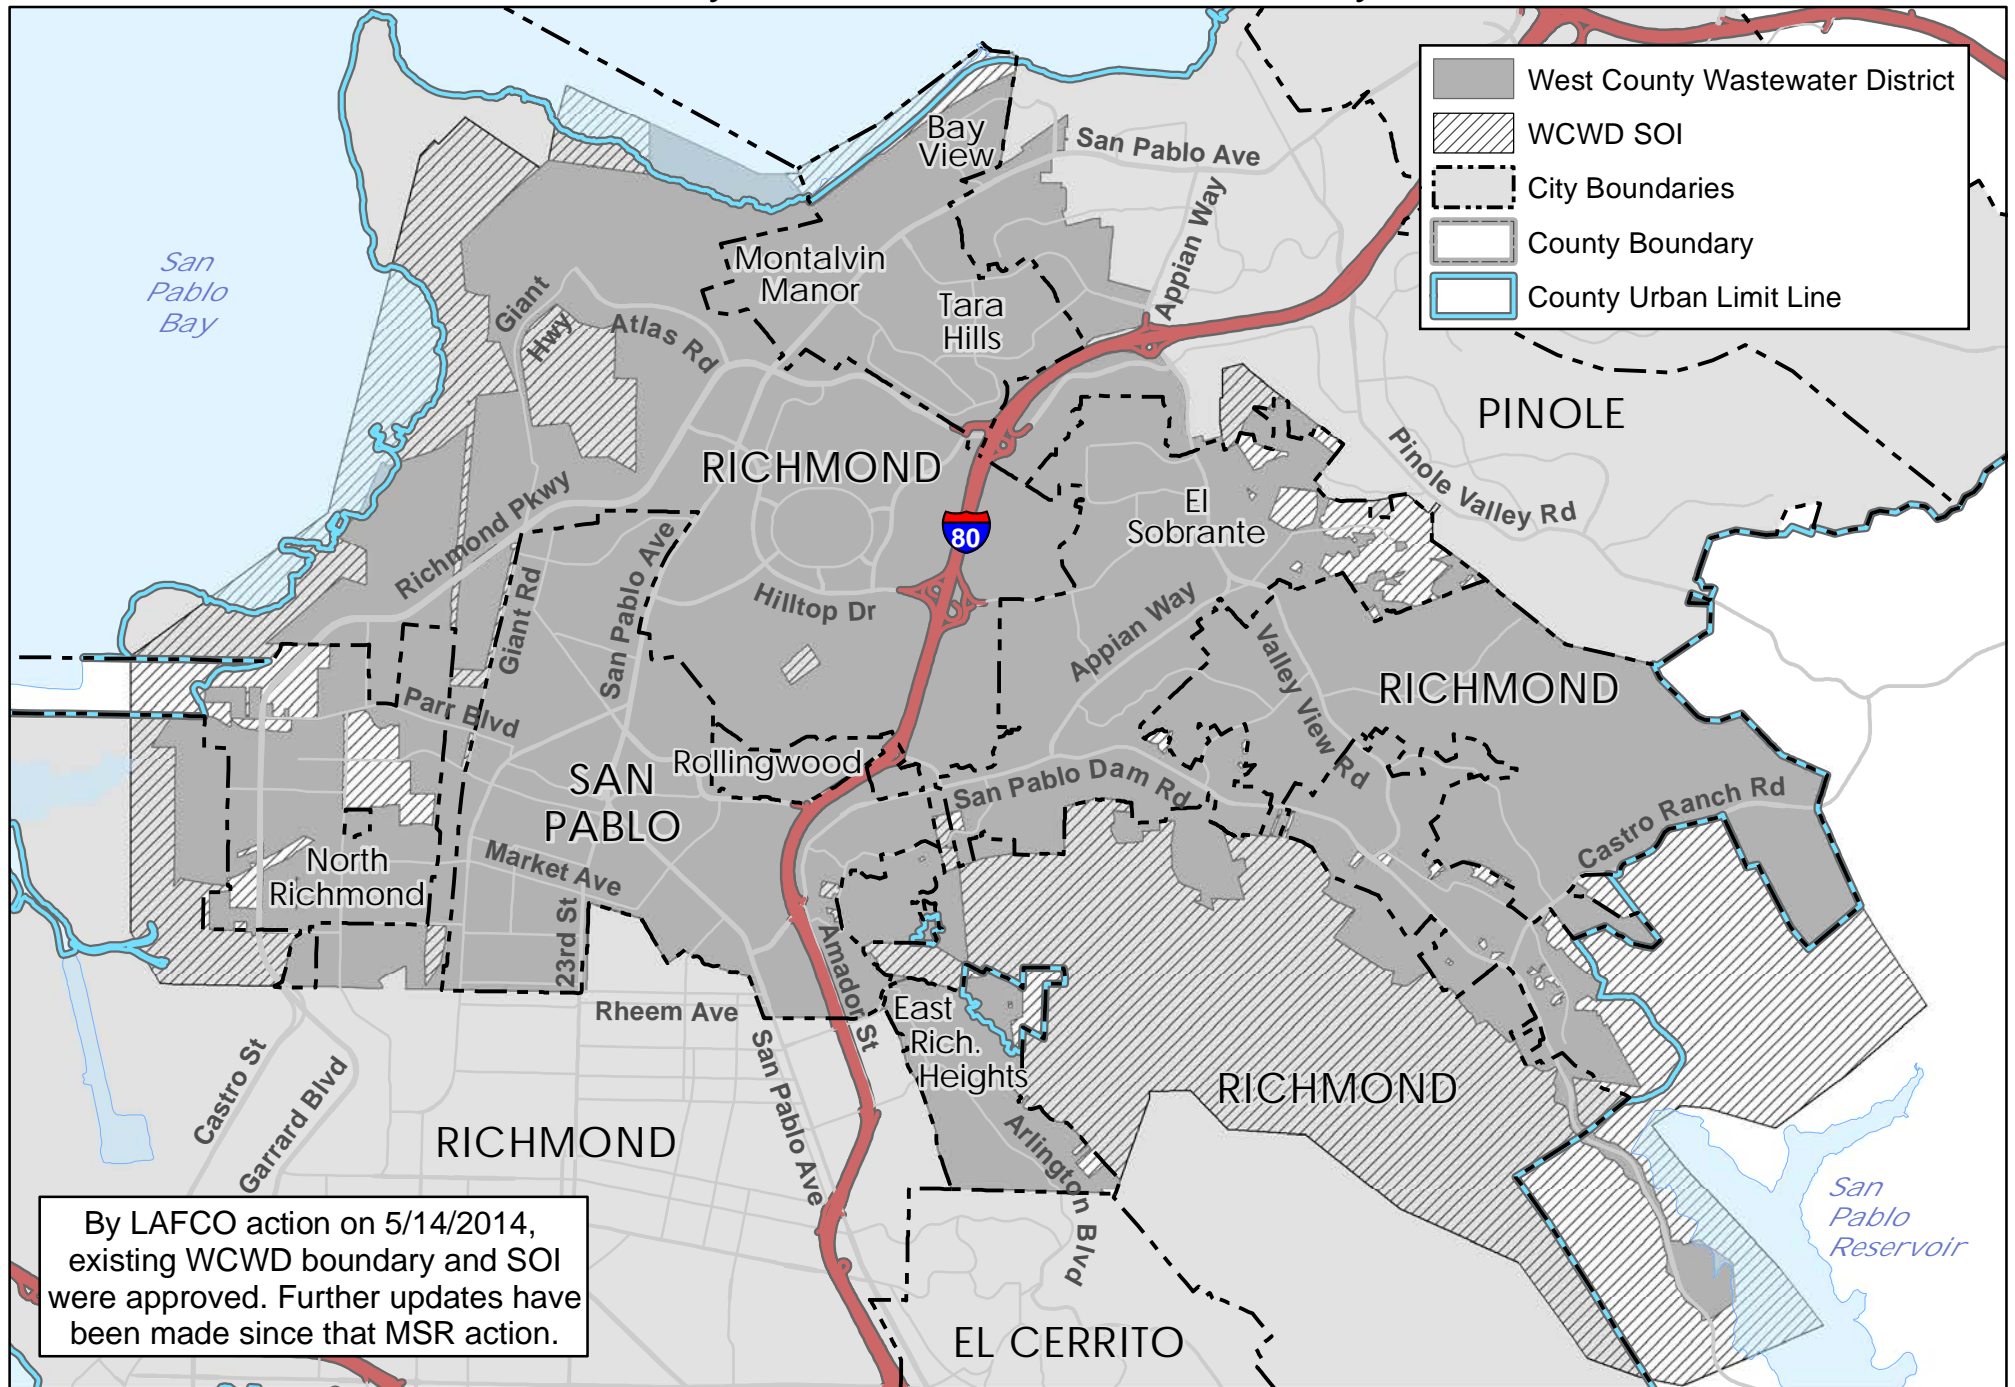 West County Wastewater District
WCWD SOI
City Boundaries
County Boundary
County Urban Limit Line
Bay
View
San Pablo Ave
Appian Way
San
Pablo
Bay
Montalvin
Manor
Tara
Hills
Giant
Hwy
Atlas Rd
PINOLE
Pinole Valley Rd
RICHMOND
El
Sobrante
80
Richmond Pkwy
San Pablo Ave
Giant Rd
Hilltop Dr
Appian Way
Valley View Rd
RICHMOND
Parr Blvd
Rollingwood
SAN
PABLO
San Pablo Dam Rd
Castro Ranch Rd
North
Richmond
Market Ave
23rd St
Amador St
Rheem Ave
East
Rich.
Heights
San Pablo Ave
Castro St
Garrard Blvd
RICHMOND
RICHMOND
Arlington Blvd
San
Pablo
Reservoir
EL CERRITO
By LAFCO action on 5/14/2014,
existing WCWD boundary and SOI
were approved. Further updates have
been made since that MSR action.